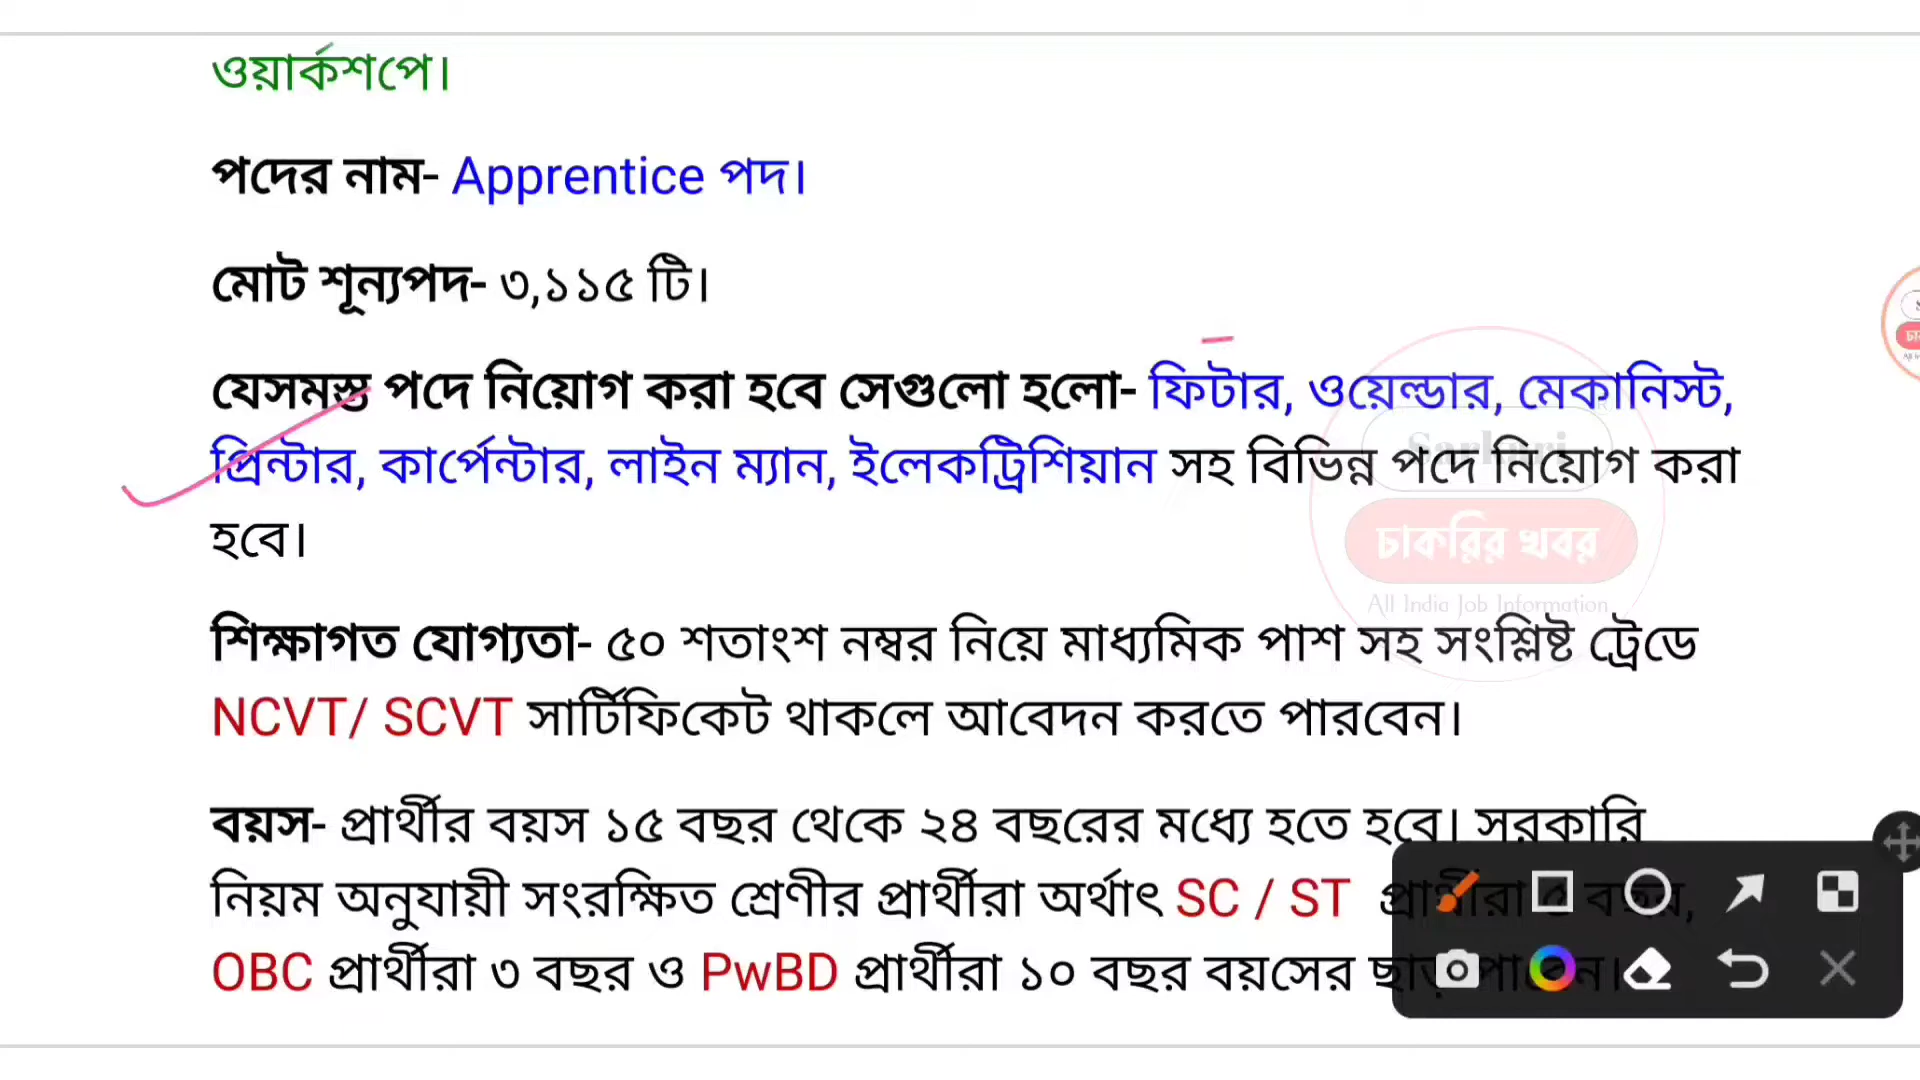 ওয়ার্কশপে।
পদের নাম- Apprentice পদ।
মোট শূন্যপদ- ৩,১১৫ টি।
যেসমস্ত পদে নিয়োগ করা হবে সেগুলো হলো- ফিটার, ওয়েল্ডার, মেকানিস্ট,
প্রিন্টার, কার্পেন্টার, লাইন ম্যান, ইলেকট্রিশিয়ান সহ বিভিন্ন পদে নিয়োগ করা
হবে।
Sarkari
চাকরির খবর
All India Job Information
শিক্ষাগত যোগ্যতা- ৫০ শতাংশ নম্বর নিয়ে মাধ্যমিক পাশ সহ সংশ্লিষ্ট ট্রেডে
NCVT/ SCVT সার্টিফিকেট থাকলে আবেদন করতে পারবেন।
বয়স- প্রার্থীর বয়স ১৫ বছর থেকে ২৪ বছরের মধ্যে হতে হবে। সরকারি
নিয়ম অনুযায়ী সংরক্ষিত শ্রেণীর প্রার্থীরা অর্থাৎ SC / ST প্রার্থীরা ৫ বছর,
OBC প্রার্থীরা ৩ বছর ও PwBD প্রার্থীরা ১০ বছর বয়সের ছাড় পাবেন।